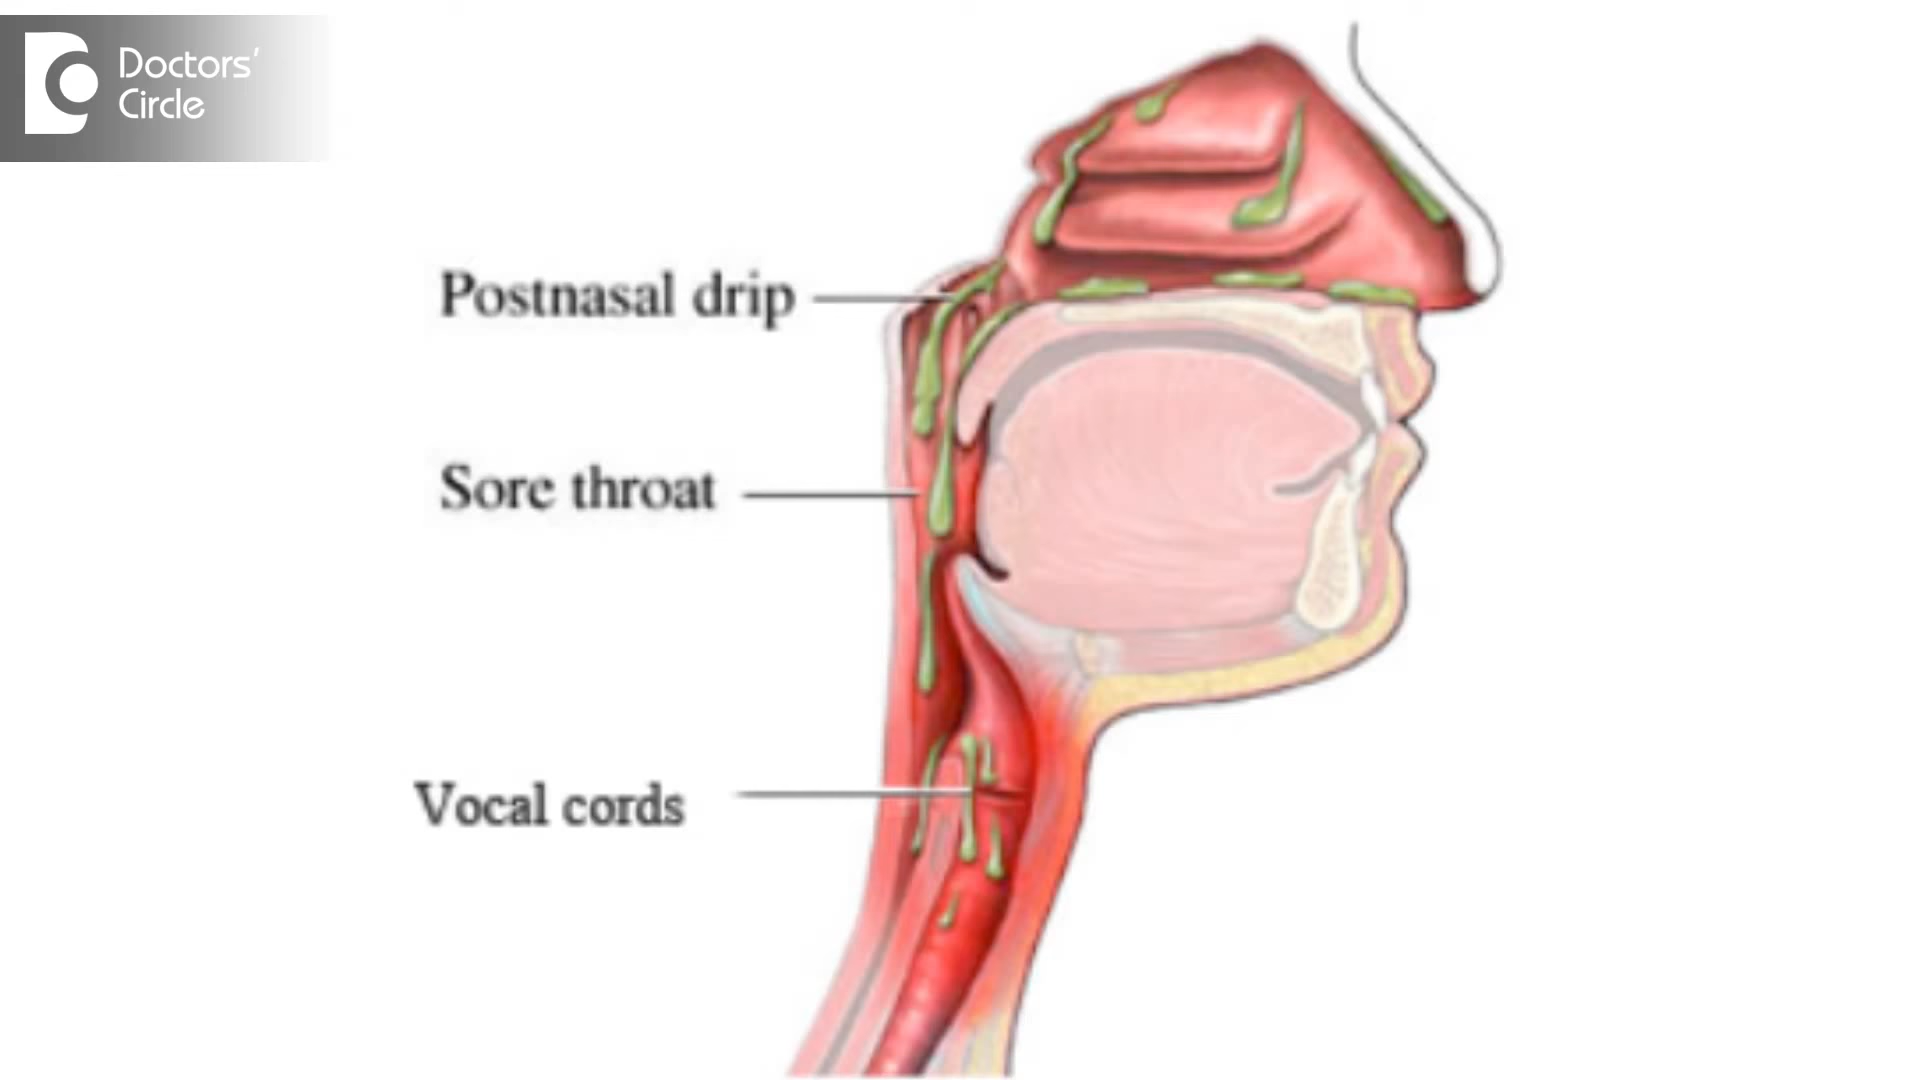 Doctors'
Circle
Postnasal drip
Sore throat
Vocal cords